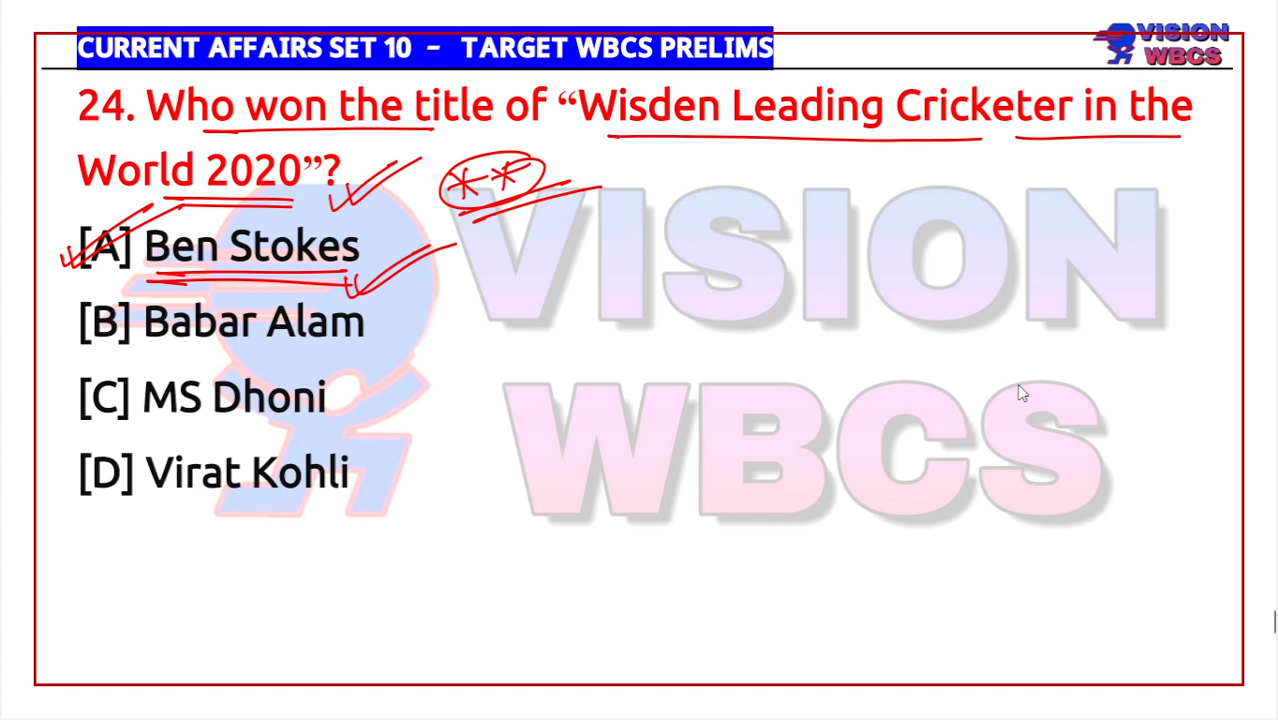 CURRENT AFFAIRS SET 10 – TARGET WBCS PRELIMS
VISION
WBCS
24. Who won the title of “Wisden Leading Cricketer in the
World 2020”?
[A] Ben Stokes
[B] Babar Alam
[C] MS Dhoni
[D] Virat Kohli
VISION
WBCS